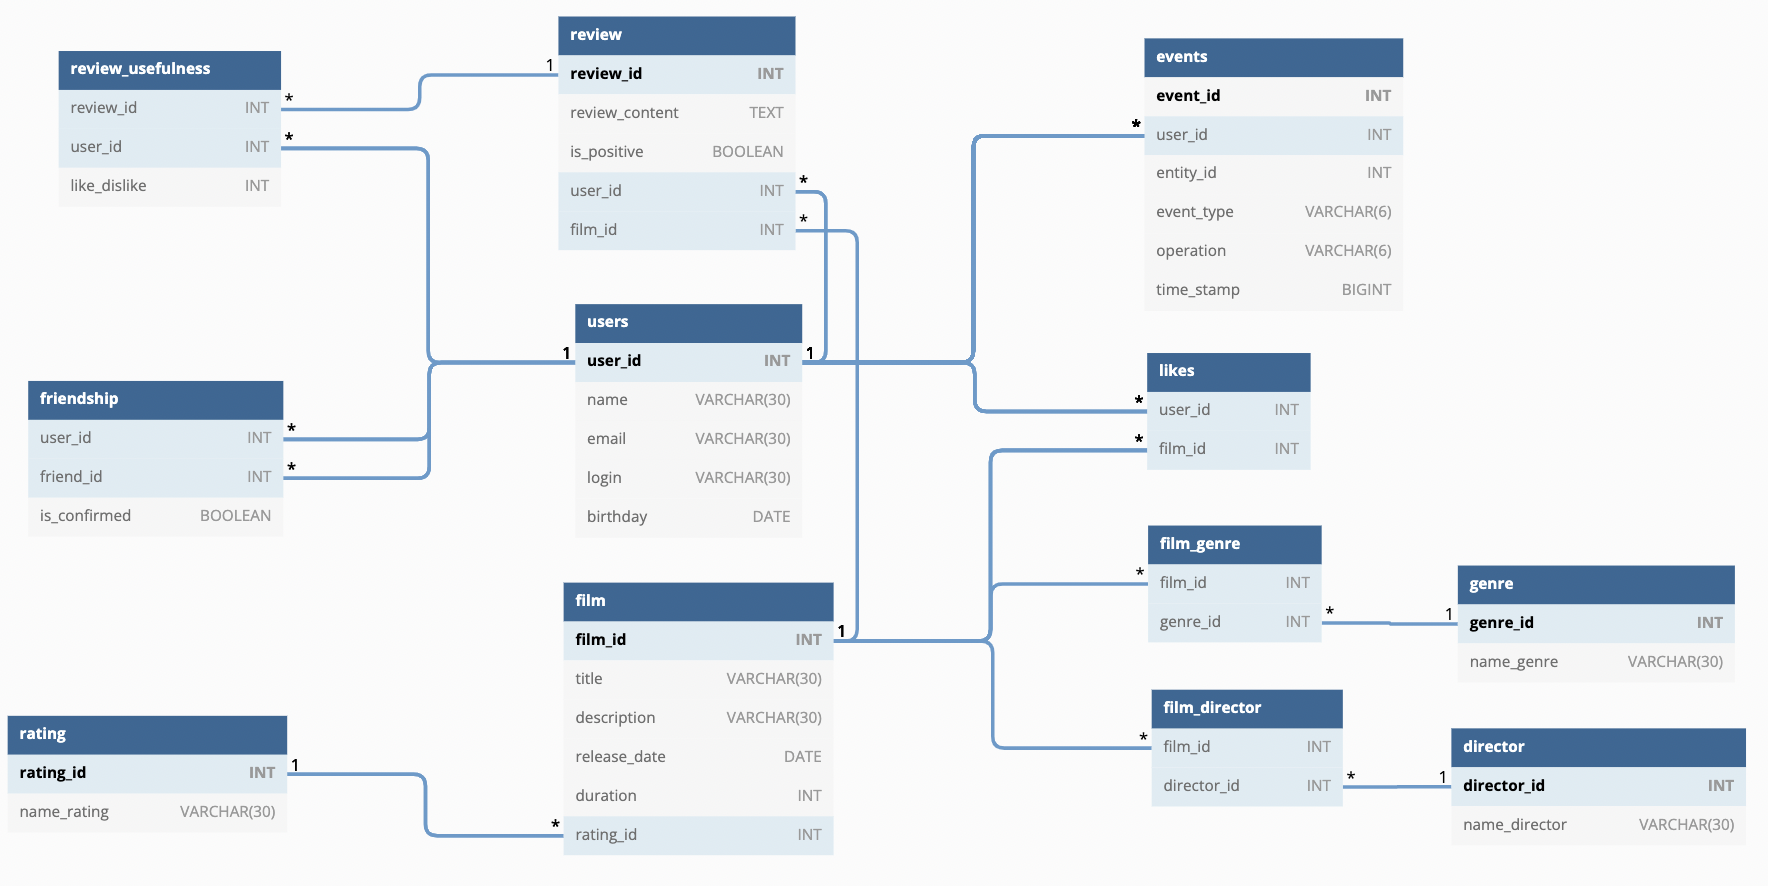 review_usefulness
review_id INT *
user_id INT *
like_dislike INT
review
1 review_id INT
review_content TEXT
is_positive BOOLEAN
user_id INT *
film_id INT *
events
event_id INT
* user_id INT
entity_id INT
event_type VARCHAR(6)
operation VARCHAR(6)
time_stamp BIGINT
users
1 user_id INT 1
name VARCHAR(30)
email VARCHAR(30)
login VARCHAR(30)
birthday DATE
friendship
user_id INT *
friend_id INT *
is_confirmed BOOLEAN
likes
* user_id INT
* film_id INT
film
film_id INT 1
title VARCHAR(30)
description VARCHAR(30)
release_date DATE
duration INT
* rating_id INT
film_genre
* film_id INT
genre_id INT *
genre
1 genre_id INT
name_genre VARCHAR(30)
rating
rating_id INT 1
name_rating VARCHAR(30)
film_director
* film_id INT
director_id INT *
director
1 director_id INT
name_director VARCHAR(30)